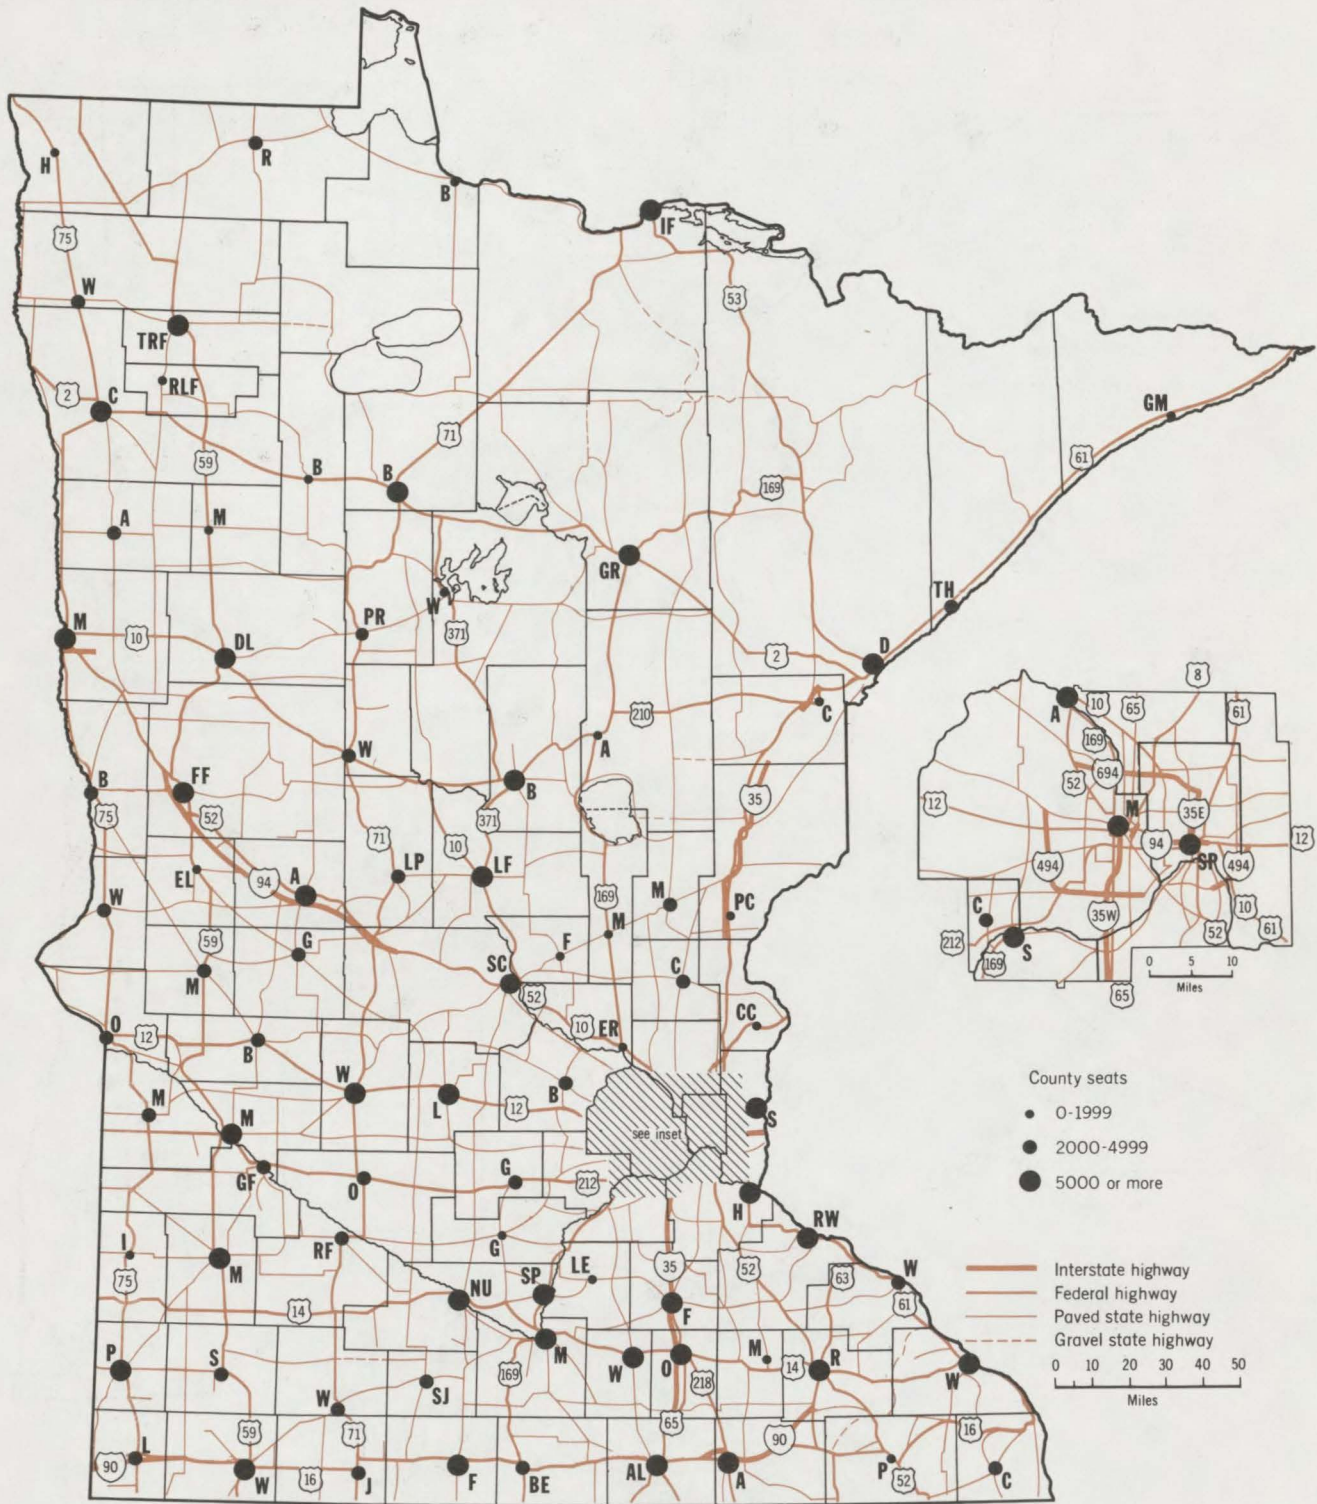 H
R
B
IF
75
W
53
TRF
RLF
2
C
GM
71
61
59
B
B
169
A
M
GR
TH
W
PR
371
M
10
DL
D
2
8
A
10
65
61
210
C
169
W
A
694
52
FF
B
B
35
12
M
35E
75
52
371
71
10
94
12
SR
LP
LF
494
494
EL
94
A
169
M
PC
W
M
C
35W
10
59
G
F
52
61
SC
212
S
M
C
169
0 5 10
Miles
52
65
10
ER
CC
O
12
B
County seats
W
B
0-1999
M
L
12
S
2000-4999
M
see inset
5000 or more
GF
O
G
212
H
RW
RF
G
I
LE
35
52
63
Interstate highway
75
M
SP
W
Federal highway
NU
61
14
F
Paved state highway
Gravel state highway
P
M
M
14
R
0 10 20 30 40 50
S
W
O
W
169
218
Miles
SJ
W
59
71
65
16
90
L
90
W
16
J
F
BE
AL
A
P
52
C